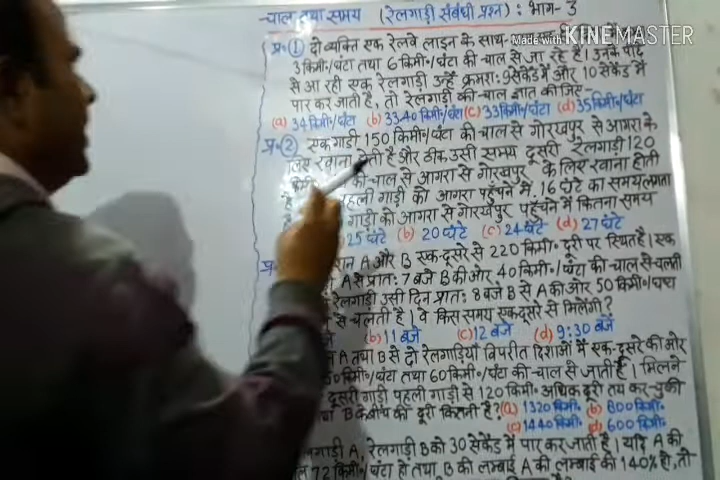 चाल तथा समय (रेलगाड़ी संबंधी प्रश्न) : भाग-3
Made with KINEMASTER
प्र॰① दो व्यक्ति एक रेलवे लाइन के साथ-
3 किमी॰/घंटा तथा 6 किमी॰/घंटा की चाल से जा रहे हैं। उनके पीछे
से आ रही एक रेलगाड़ी उन्हें क्रमश: 9 सेकेंड में और 10 सेकेंड में
पार कर जाती है, तो रेलगाड़ी की चाल ज्ञात कीजिए-
(a) 34 किमी॰/घंटा (b) 33.40 किमी॰/घंटा (c) 33 किमी॰/घंटा (d) 35 किमी॰/घंटा
प्र॰② एक गाड़ी 150 किमी॰/घंटा की चाल से गोरखपुर से आगरा के
लिए रवाना होती है और ठीक उसी समय दूसरी रेलगाड़ी 120
की चाल से आगरा से गोरखपुर के लिए रवाना होती
पहली गाड़ी को आगरा पहुँचने में 16 घंटे का समय लगता
गाड़ी को आगरा से गोरखपुर पहुँचने में कितना समय
25 घंटे (b) 20 घंटे (c) 24 घंटे (d) 27 घंटे
A और B एक-दूसरे से 220 किमी॰ दूरी पर स्थित है। एक
A से प्रात: 7 बजे B की ओर 40 किमी॰/घंटा की चाल से चलती
रेलगाड़ी उसी दिन प्रात: 8 बजे B से A की ओर 50 किमी॰/घंटा
से चलती है। वे किस समय एक दूसरे से मिलेंगी?
(b) 11 बजे (c) 12 बजे (d) 9:30 बजे
A तथा B से दो रेलगाड़ियाँ विपरीत दिशाओं में एक-दूसरे की ओर
किमी॰/घंटा तथा 60 किमी॰/घंटा की चाल से जाती हैं। मिलने
दूसरी गाड़ी पहली गाड़ी से 120 किमी॰ अधिक दूरी तय कर चुकी
B के बीच की दूरी कितनी है? (a) 1320 किमी॰ (b) 800 किमी॰
(c) 1440 किमी॰ (d) 600 किमी॰
A, रेलगाड़ी B को 30 सेकेंड में पार कर जाती है। यदि A की
72 किमी॰/घंटा हो तथा B की लम्बाई A की लम्बाई की 140% हो, तो